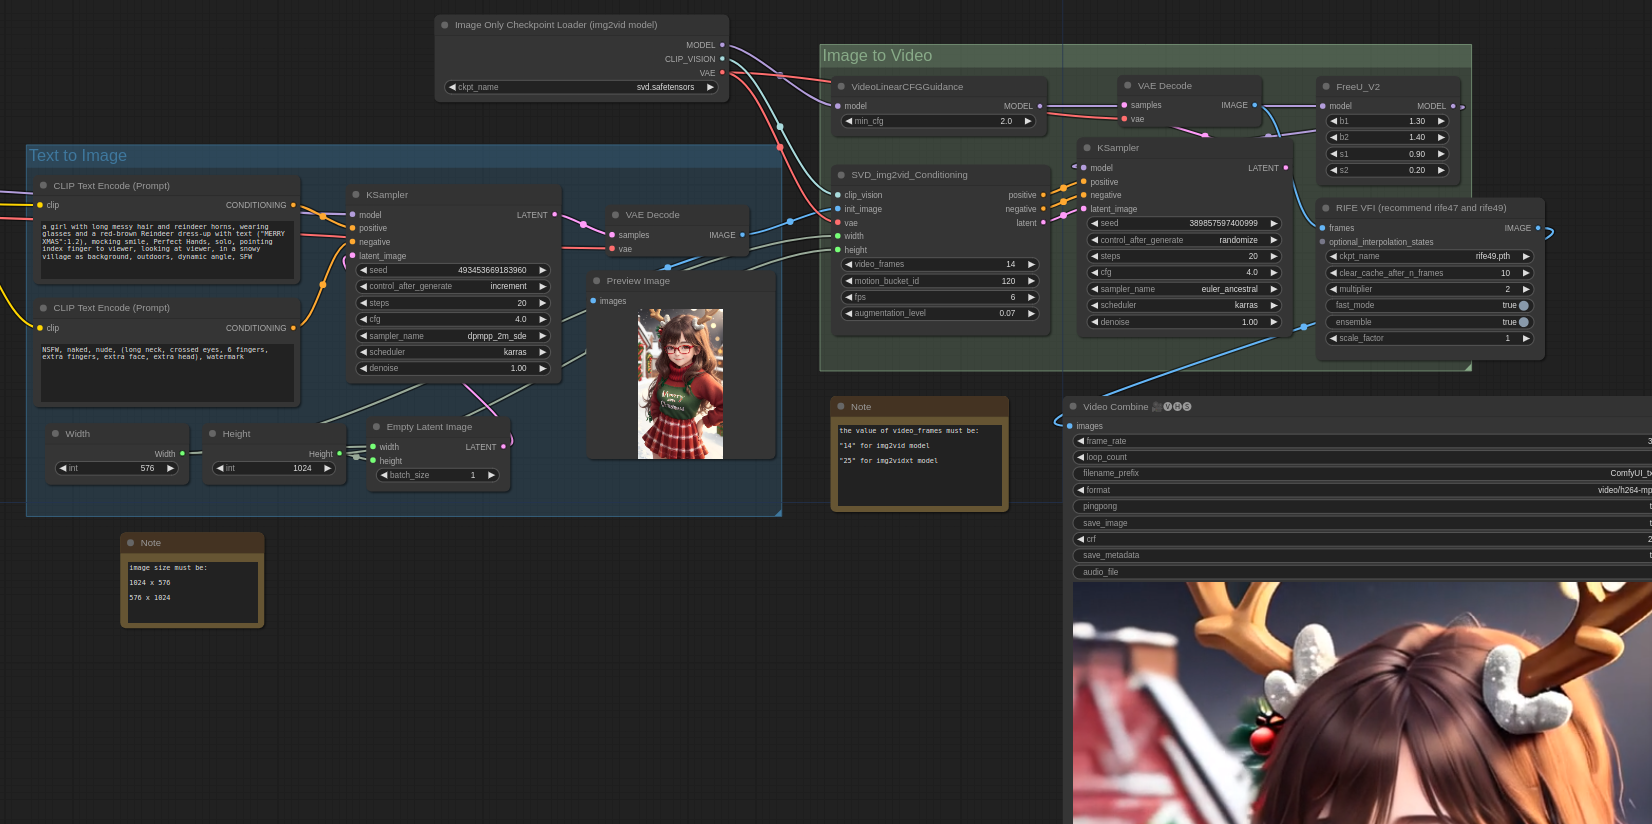 Image Only Checkpoint Loader (img2vid model)
MODEL
CLIP_VISION
VAE
ckpt_name svd.safetensors
Text to Image
CLIP Text Encode (Prompt)
clip CONDITIONING
a girl with long messy hair and reindeer horns, wearing
glasses and a red-brown Reindeer dress-up with text ("MERRY
XMAS":1.2), mocking smile, Perfect Hands, solo, pointing
index finger to viewer, looking at viewer, in a snowy
village as background, outdoors, dynamic angle, SFW
CLIP Text Encode (Prompt)
clip CONDITIONING
NSFW, naked, nude, (long neck, crossed eyes, 6 fingers,
extra fingers, extra face, extra head), watermark
Width
Width
int 576
Height
Height
int 1024
KSampler
model LATENT
positive
negative
latent_image
seed 493453669183960
control_after_generate increment
steps 20
cfg 4.0
sampler_name dpmpp_2m_sde
scheduler karras
denoise 1.00
Empty Latent Image
width LATENT
height
batch_size 1
VAE Decode
samples IMAGE
vae
Preview Image
images
Merry
Note
image size must be:
1024 x 576
576 x 1024
Image to Video
VideoLinearCFGGuidance
model MODEL
min_cfg 2.0
VAE Decode
samples IMAGE
vae
FreeU_V2
model MODEL
b1 1.30
b2 1.40
s1 0.90
s2 0.20
SVD_img2vid_Conditioning
clip_vision positive
init_image negative
vae latent
width
height
video_frames 14
motion_bucket_id 120
fps 6
augmentation_level 0.07
KSampler
model LATENT
positive
negative
latent_image
seed 389857597400999
control_after_generate randomize
steps 20
cfg 4.0
sampler_name euler_ancestral
scheduler karras
denoise 1.00
RIFE VFI (recommend rife47 and rife49)
frames IMAGE
optional_interpolation_states
ckpt_name rife49.pth
clear_cache_after_n_frames 10
multiplier 2
fast_mode true
ensemble true
scale_factor 1
Note
the value of video_frames must be:
"14" for img2vid model
"25" for img2vidxt model
Video Combine 🎥🅥🅗🅢
images
frame_rate 3
loop_count
filename_prefix ComfyUI_tx
format video/h264-mp
pingpong t
save_image t
crf 2
save_metadata t
audio_file